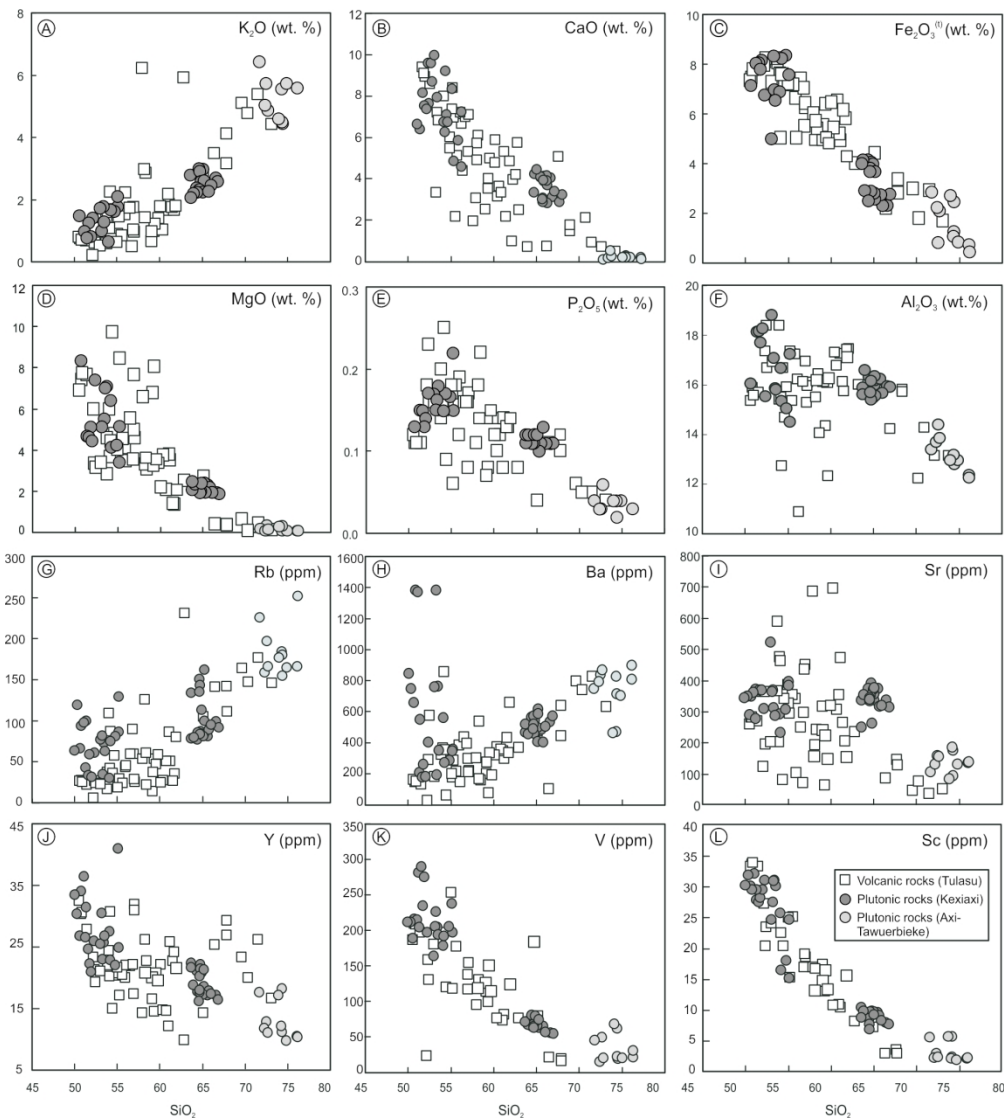 A
K₂O (wt. %)
8
6
4
2
0
B
CaO (wt. %)
12
10
8
6
4
2
0
C
Fe₂O₃⁽ᵗ⁾ (wt. %)
10
8
6
4
2
0
D
MgO (wt. %)
12
10
8
6
4
2
0
E
P₂O₅ (wt. %)
0.3
0.2
0.1
0.0
F
Al₂O₃ (wt.%)
20
18
16
14
12
10
G
Rb (ppm)
300
250
200
150
100
50
0
H
Ba (ppm)
1600
1400
1200
1000
800
600
400
200
0
I
Sr (ppm)
800
700
600
500
400
300
200
100
0
J
Y (ppm)
45
35
25
15
5
45 50 55 60 65 70 75 80
SiO₂
K
V (ppm)
350
300
250
200
150
100
50
0
45 50 55 60 65 70 75 80
SiO₂
L
Sc (ppm)
40
35
30
25
20
15
10
5
0
Volcanic rocks (Tulasu)
Plutonic rocks (Kexiaxi)
Plutonic rocks (Axi-
Tawuerbieke)
45 50 55 60 65 70 75 80
SiO₂